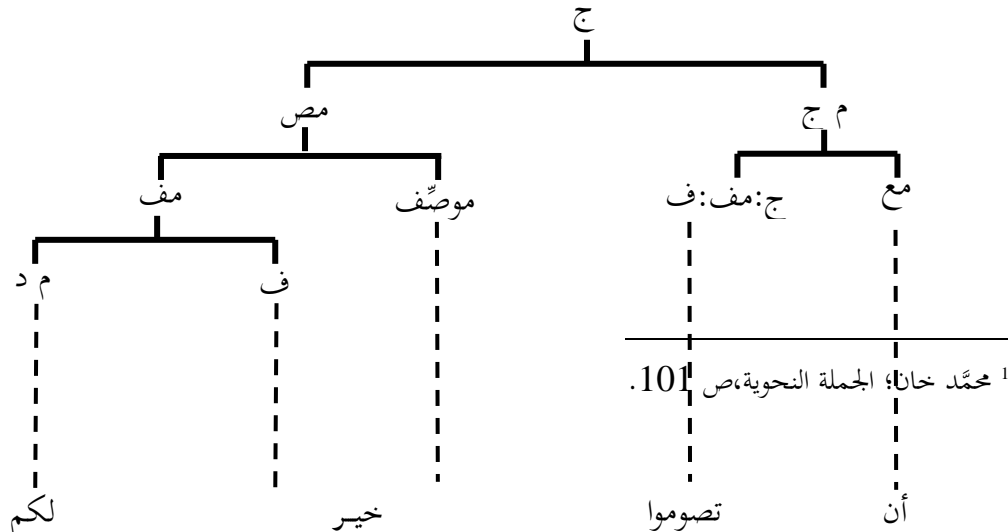 ج
م ج مص
مع ج:مف:ف موصِّف مف
ف م د
1 محمَّد خان؛ الجملة النحوية،ص 101.
أن تصوموا خير لكم